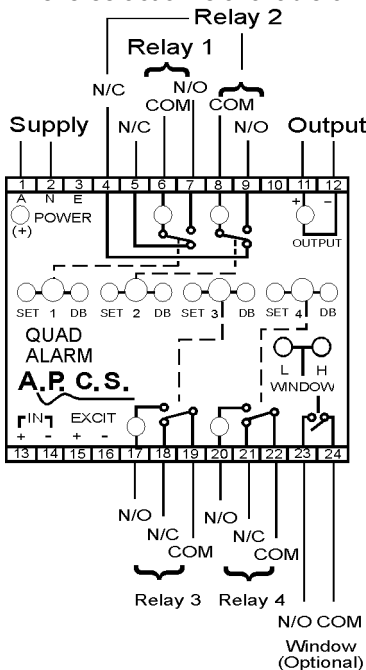 Relay 2
Relay 1
N/C N/O
COM COM
N/C N/O
Supply Output
1 2 3 4 5 6 7 8 9 10 11 12
A N E + -
POWER
(+)
OUTPUT
SET 1 DB SET 2 DB SET 3 DB SET 4 DB
QUAD
ALARM
L H
A.P.C.S.
WINDOW
IN EXCIT
+ - + -
13 14 15 16 17 18 19 20 21 22 23 24
N/O N/O
N/C N/C
COM COM
Relay 3 Relay 4
N/O COM
Window
(Optional)